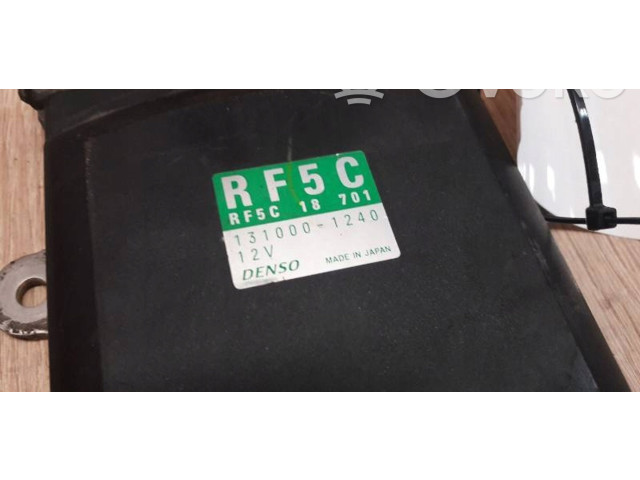 RF5C
RF5C 18 701
131000-1240
12V
DENSO MADE IN JAPAN